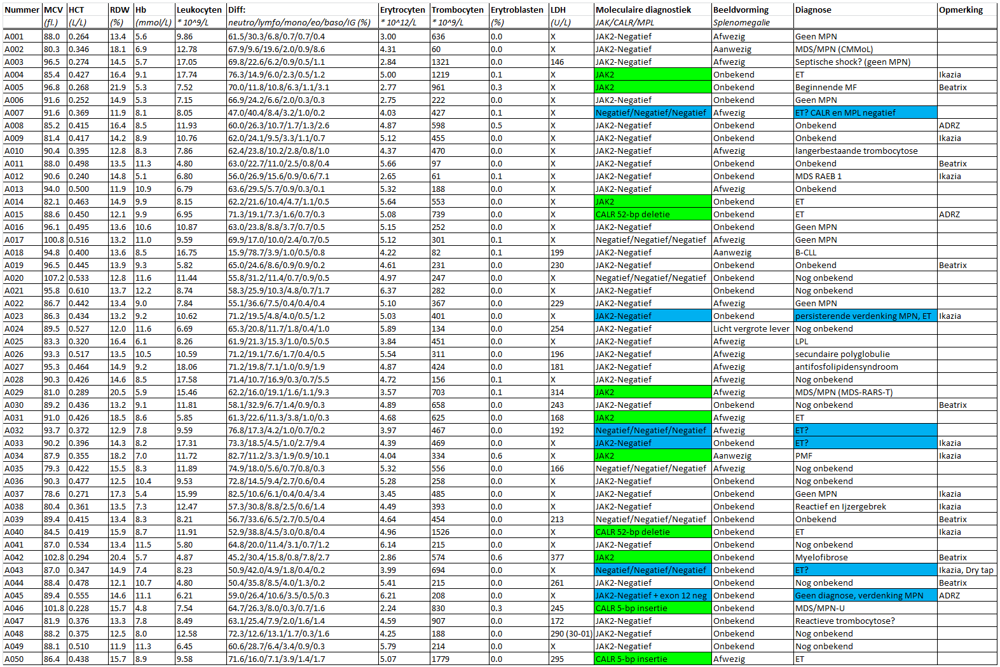 Nummer MCV HCT RDW Hb Leukocyten Diff: Erytrocyten Trombocyten Erytroblasten LDH Moleculaire diagnostiek Beeldvorming Diagnose Opmerking
(fl.) (L/L) (%) (mmol/L) * 10^9/L neutro/lymfo/mono/eo/baso/IG (%) * 10^12/L * 10^9/L (%) (U/L) JAK/CALR/MPL Splenomegalie
A001 88.0 0.264 13.4 5.6 9.86 61.5/30.3/6.8/0.7/0.7/0.4 3.00 636 0.0 X JAK2-Negatief Afwezig Geen MPN
A002 80.3 0.346 18.1 6.9 12.78 67.9/9.6/19.6/2.0/0.9/8.6 4.31 60 0.0 X JAK2-Negatief Aanwezig MDS/MPN (CMMoL)
A003 96.5 0.274 14.5 5.7 17.05 69.8/22.6/6.2/0.9/0.5/1.1 2.84 1321 0.0 146 JAK2-Negatief Afwezig Septische shock? (geen MPN)
A004 85.4 0.427 16.4 9.1 17.74 76.3/14.9/6.0/2.3/0.5/1.2 5.00 1219 0.1 X JAK2 Onbekend ET Ikazia
A005 96.8 0.268 21.9 5.3 7.52 70.0/11.8/10.8/6.3/1.1/3.1 2.77 961 0.3 X JAK2 Onbekend Beginnende MF Beatrix
A006 91.6 0.252 14.9 5.3 7.15 66.9/24.2/6.6/2.0/0.3/0.3 2.75 222 0.0 X JAK2-Negatief Onbekend Geen MPN
A007 91.6 0.369 11.9 8.1 8.05 47.0/40.4/8.4/3.2/1.0/0.2 4.03 427 0.1 X Negatief/Negatief/Negatief Afwezig ET? CALR en MPL negatief
A008 85.2 0.415 16.4 8.5 11.93 60.0/26.3/10.7/1.7/1.3/2.6 4.87 598 0.5 X JAK2-Negatief Onbekend Onbekend ADRZ
A009 81.4 0.417 14.2 8.9 10.76 62.0/24.1/9.5/3.3/1.1/0.7 5.12 455 0.0 X JAK2-Negatief Onbekend Onbekend Ikazia
A010 90.4 0.395 12.8 8.3 7.86 62.4/23.8/10.2/2.8/0.8/1.0 4.37 470 0.0 X JAK2-Negatief Afwezig langerbestaande trombocytose
A011 88.0 0.498 13.5 11.3 4.80 63.0/22.7/11.0/2.5/0.8/0.4 5.66 97 0.0 X JAK2-Negatief Onbekend Onbekend Beatrix
A012 90.6 0.240 14.8 5.1 6.80 56.0/26.9/15.6/0.9/0.6/7.1 2.65 61 0.1 X JAK2-Negatief Onbekend MDS RAEB 1 Ikazia
A013 94.0 0.500 11.9 10.9 6.79 63.6/29.5/5.7/0.9/0.3/0.1 5.32 188 0.0 X JAK2-Negatief Afwezig Onbekend
A014 82.1 0.463 14.9 9.9 8.15 62.2/21.6/10.4/4.7/1.1/0.5 5.64 553 0.0 X JAK2 Onbekend ET
A015 88.6 0.450 12.1 9.9 6.95 71.3/19.1/7.3/1.6/0.7/0.3 5.08 739 0.0 X CALR 52-bp deletie Onbekend ET ADRZ
A016 96.1 0.495 13.6 10.6 10.87 63.0/23.8/8.8/3.7/0.7/0.5 5.15 252 0.0 X JAK2-Negatief Onbekend Geen MPN
A017 100.8 0.516 13.2 11.0 9.59 69.9/17.0/10.0/2.4/0.7/0.5 5.12 301 0.1 X Negatief/Negatief/Negatief Afwezig Geen MPN
A018 94.8 0.400 13.6 8.5 16.75 15.9/78.7/3.9/1.0/0.5/0.8 4.22 82 0.1 199 JAK2-Negatief Aanwezig B-CLL
A019 96.5 0.445 13.9 9.3 5.82 65.0/24.6/8.6/0.9/0.9/0.2 4.61 231 0.0 230 JAK2-Negatief Onbekend Onbekend Beatrix
A020 107.2 0.533 12.8 11.6 11.44 55.8/31.2/11.4/0.7/0.9/0.5 4.97 247 0.0 X Negatief/Negatief/Negatief Onbekend Nog onbekend
A021 95.8 0.610 13.7 12.2 8.74 58.3/25.9/10.3/4.8/0.7/1.7 6.37 282 0.0 X JAK2-Negatief Onbekend Nog onbekend
A022 86.7 0.442 13.4 9.0 7.84 55.1/36.6/7.5/0.4/0.4/0.4 5.10 367 0.0 229 JAK2-Negatief Afwezig Geen MPN
A023 86.3 0.434 13.2 9.2 10.62 71.2/19.5/4.8/4.0/0.5/1.2 5.03 401 0.0 X JAK2-Negatief Onbekend persisterende verdenking MPN, ET Ikazia
A024 89.5 0.527 12.0 11.6 6.69 65.3/20.8/11.7/1.8/0.4/1.0 5.89 134 0.0 254 JAK2-Negatief Licht vergrote lever Nog onbekend
A025 83.3 0.320 16.4 6.1 8.26 61.9/21.3/15.3/1.0/0.5/0.5 3.84 451 0.0 X JAK2-Negatief Afwezig LPL
A026 93.3 0.517 13.5 10.5 10.59 71.2/19.1/7.6/1.7/0.4/0.5 5.54 311 0.0 196 JAK2-Negatief Afwezig secundaire polyglobulie
A027 95.3 0.464 14.9 9.2 18.06 71.2/19.8/7.1/1.0/0.9/1.9 4.87 424 0.0 181 JAK2-Negatief Afwezig antifosfolipidensyndroom
A028 90.3 0.426 14.6 8.5 17.58 71.4/10.7/16.9/0.3/0.7/5.5 4.72 156 0.1 X JAK2-Negatief Afwezig Nog onbekend
A029 81.0 0.289 20.5 5.9 15.46 62.2/16.0/19.1/1.6/1.1/9.3 3.57 703 0.1 314 JAK2 Afwezig MDS/MPN (MDS-RARS-T)
A030 89.2 0.436 13.2 9.1 11.81 58.1/32.9/6.7/1.4/0.9/0.3 4.89 658 0.0 243 JAK2-Negatief Onbekend Nog onbekend Beatrix
A031 91.0 0.426 18.5 8.6 5.85 61.3/22.6/11.3/3.8/1.0/0.3 4.68 625 0.0 168 JAK2 Afwezig ET
A032 93.7 0.372 12.9 7.8 9.59 76.8/17.3/4.2/1.0/0.7/0.2 3.97 467 0.0 192 Negatief/Negatief/Negatief Afwezig ET?
A033 90.2 0.396 14.3 8.2 17.31 73.3/18.5/4.5/1.0/2.7/9.4 4.39 469 0.0 X JAK2-Negatief Onbekend ET? Ikazia
A034 87.9 0.355 18.2 7.0 11.72 82.7/11.2/3.3/1.9/0.9/10.1 4.04 334 0.6 X JAK2 Aanwezig PMF Ikazia
A035 79.3 0.422 15.5 8.3 11.89 74.9/18.0/5.6/0.7/0.8/0.3 5.32 556 0.0 166 Negatief/Negatief/Negatief Afwezig Nog onbekend
A036 90.3 0.477 12.5 10.4 9.53 72.8/14.5/9.4/2.7/0.6/0.4 5.28 258 0.0 X JAK2-Negatief Onbekend Nog onbekend
A037 78.6 0.271 17.3 5.4 15.99 82.5/10.6/6.1/0.4/0.4/3.4 3.45 485 0.0 X JAK2-Negatief Onbekend Geen MPN Ikazia
A038 80.4 0.361 13.5 7.3 12.47 57.3/30.8/8.8/2.5/0.6/1.4 4.49 393 0.0 X JAK2-Negatief Onbekend Reactief en Ijzergebrek Ikazia
A039 89.4 0.415 13.4 8.3 8.21 56.7/33.6/6.5/2.7/0.5/0.4 4.64 454 0.0 213 Negatief/Negatief/Negatief Onbekend Onbekend Beatrix
A040 84.5 0.419 15.9 8.7 11.91 52.9/38.8/4.5/3.0/0.8/0.4 4.96 1526 0.0 X CALR 52-bp deletie Onbekend ET Ikazia
A041 87.0 0.534 13.4 11.5 5.80 64.8/20.0/11.4/3.1/0.7/1.2 6.14 215 0.0 X JAK2-Negatief Onbekend Nog onbekend
A042 102.8 0.294 20.4 5.7 4.87 45.2/30.4/15.8/0.8/7.8/2.7 2.86 574 0.6 377 JAK2 Onbekend Myelofibrose Beatrix
A043 87.0 0.347 14.9 7.4 8.23 50.9/42.0/4.9/1.8/0.4/0.2 3.99 694 0.0 X Negatief/Negatief/Negatief Onbekend ET? Ikazia, Dry tap
A044 88.4 0.478 12.1 10.7 4.80 50.4/35.8/8.5/4.0/1.3/0.2 5.41 215 0.0 261 JAK2-Negatief Onbekend Nog onbekend Beatrix
A045 89.4 0.555 14.6 11.1 6.21 59.0/26.4/10.6/3.5/0.5/0.3 6.21 208 0.0 X JAK2-Negatief + exon 12 neg Onbekend Geen diagnose, verdenking MPN ADRZ
A046 101.8 0.228 15.7 4.8 7.54 64.7/26.3/8.0/0.3/0.7/1.6 2.24 830 0.3 245 CALR 5-bp insertie Onbekend MDS/MPN-U
A047 81.9 0.376 13.3 7.8 8.49 63.1/25.4/7.9/2.0/1.6/1.4 4.59 907 0.0 172 JAK2-Negatief Onbekend Reactieve trombocytose?
A048 88.2 0.375 12.5 8.0 12.58 72.3/12.6/13.1/1.7/0.3/1.6 4.25 188 0.0 290 (30-01) JAK2-Negatief Onbekend Nog onbekend
A049 88.1 0.510 11.9 11.3 6.45 60.6/28.7/6.4/3.4/0.9/0.3 5.79 214 0.0 X JAK2-Negatief Onbekend Nog onbekend
A050 86.4 0.438 15.7 8.9 9.58 71.6/16.0/7.1/3.9/1.4/1.7 5.07 1779 0.0 295 CALR 5-bp insertie Afwezig ET